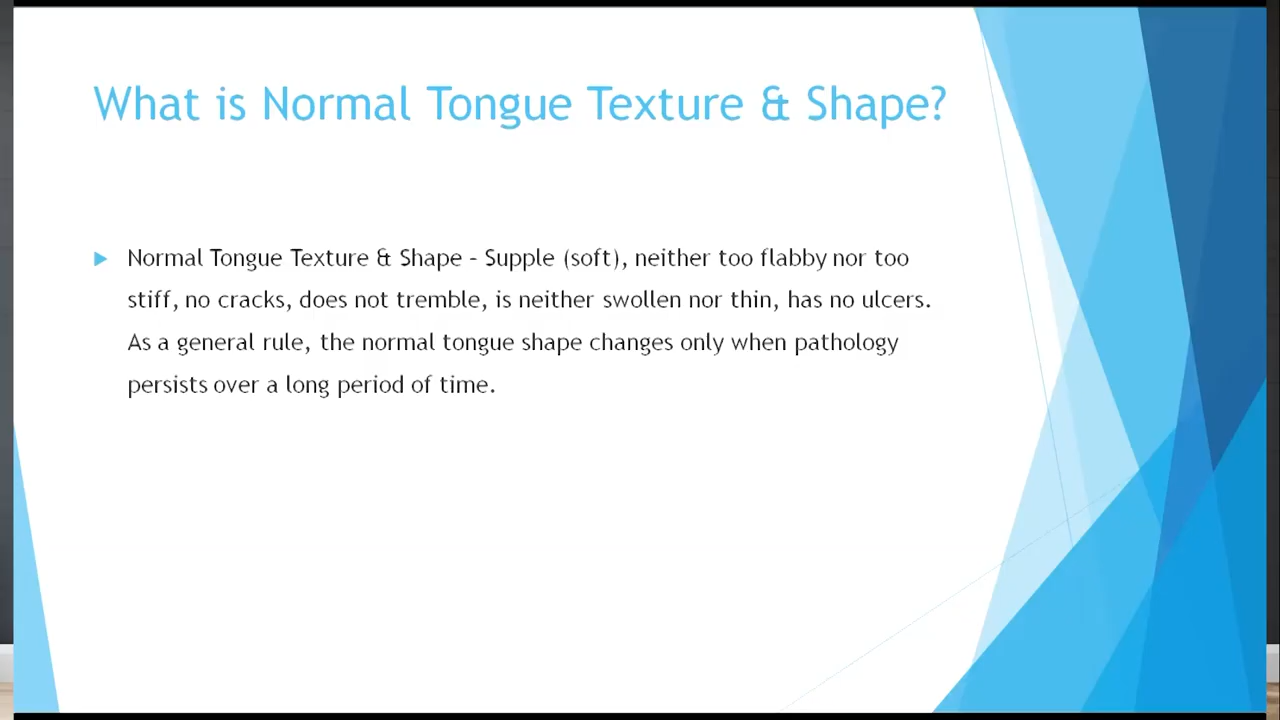 What is Normal Tongue Texture & Shape?
Normal Tongue Texture & Shape - Supple (soft), neither too flabby nor too
stiff, no cracks, does not tremble, is neither swollen nor thin, has no ulcers.
As a general rule, the normal tongue shape changes only when pathology
persists over a long period of time.